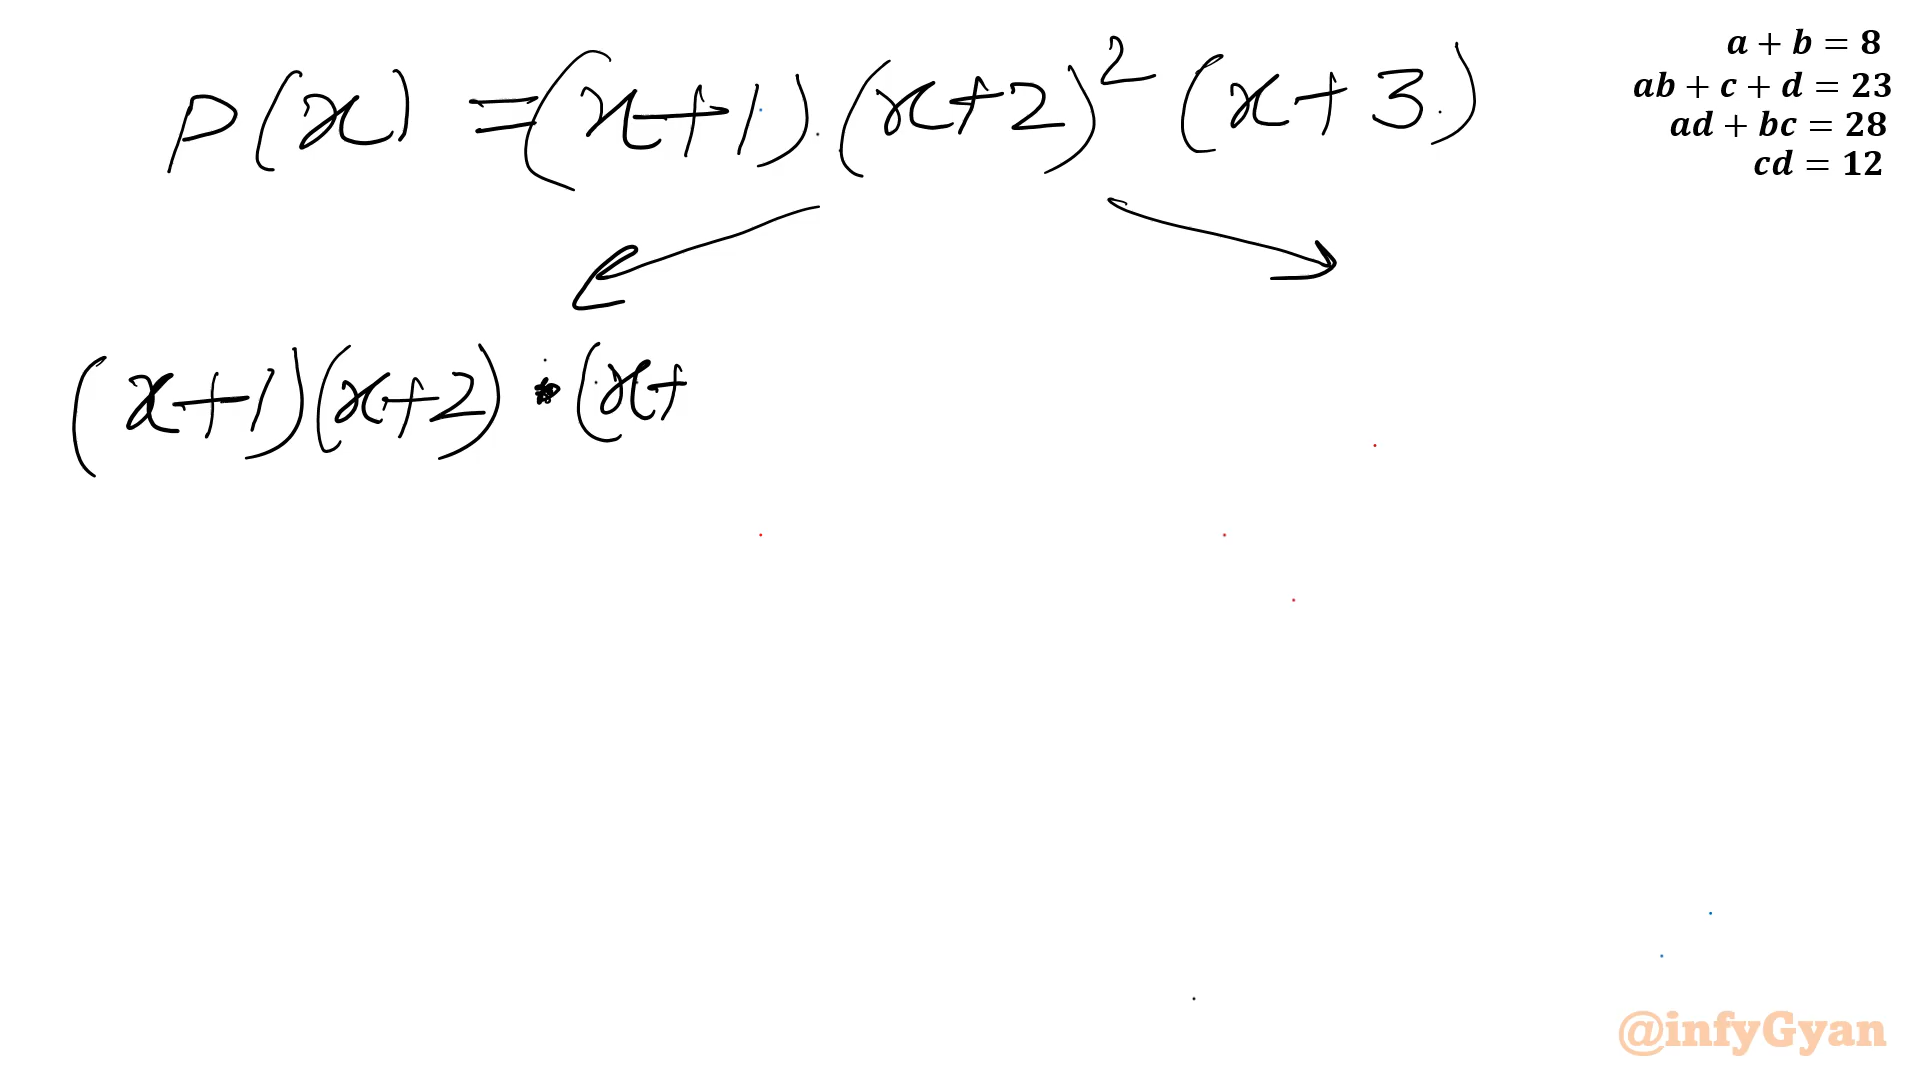 P(x) = (x+1).(x+2)² (x+3)
a + b = 8
ab + c + d = 23
ad + bc = 28
cd = 12
(x+1)(x+2) • (x+
@infyGyan